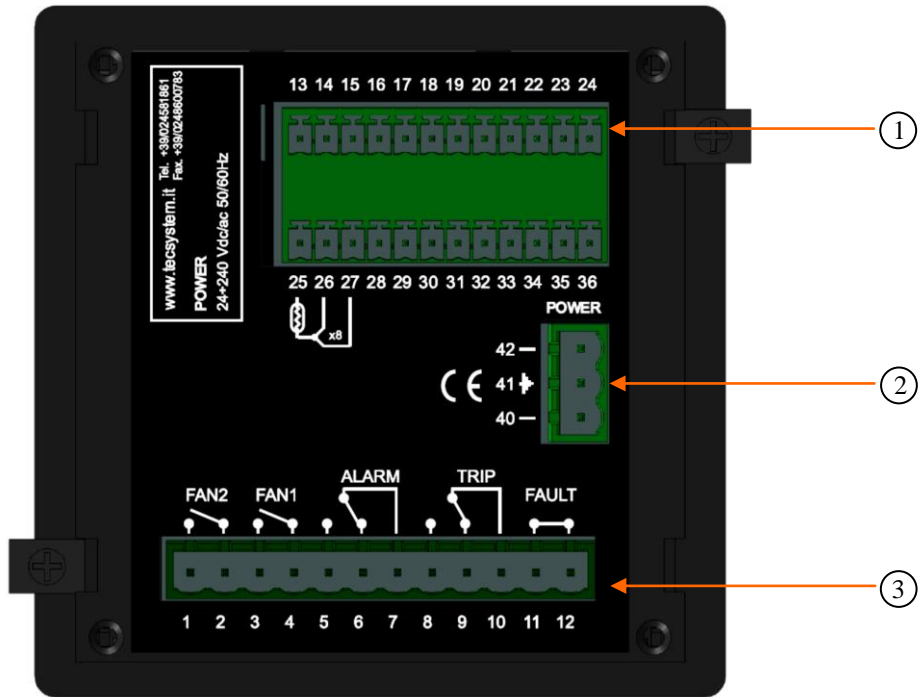 www.tecsystem.it Tel. +39/024581861
Fax. +39/0248600783
POWER
24÷240 Vdc/ac 50/60Hz
13 14 15 16 17 18 19 20 21 22 23 24
1
25 26 27 28 29 30 31 32 33 34 35 36
x8
POWER
42
CE 41
2
40
FAN2 FAN1 ALARM TRIP FAULT
3
1 2 3 4 5 6 7 8 9 10 11 12